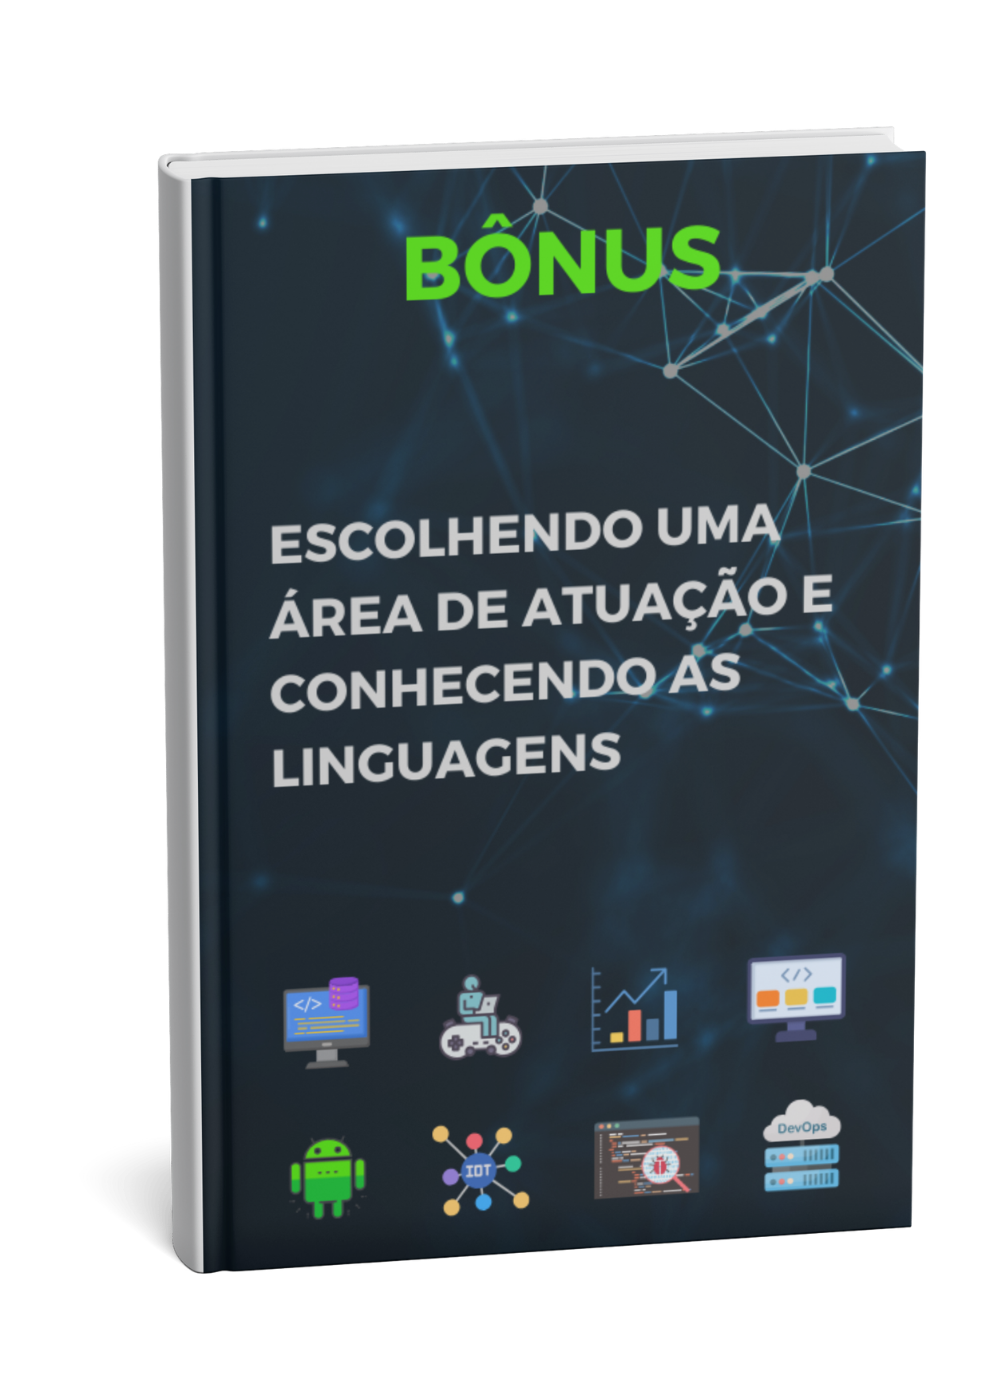 BÔNUS
ESCOLHENDO UMA
ÁREA DE ATUAÇÃO E
CONHECENDO AS
LINGUAGENS
</>
</>
IOT
DevOps